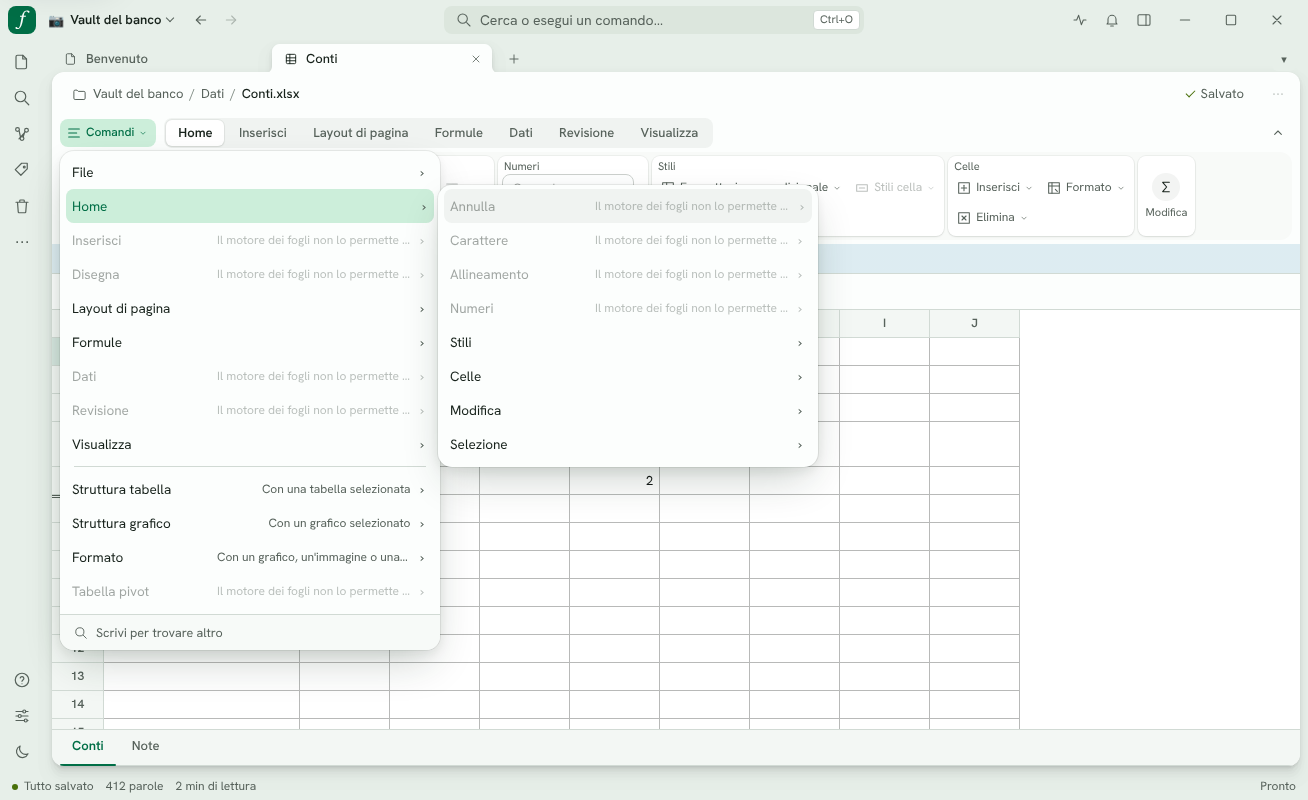 Vault del banco
Cerca o esegui un comando...
Ctrl+O
Benvenuto
Conti
Vault del banco / Dati / Conti.xlsx
Salvato
Comandi
Home
Inserisci
Layout di pagina
Formule
Dati
Revisione
Visualizza
Numeri
Stili
Stili cella
Celle
Inserisci
Formato
Elimina
Σ
Modifica
File
Home
Inserisci Il motore dei fogli non lo permette ...
Disegna Il motore dei fogli non lo permette ...
Layout di pagina
Formule
Dati Il motore dei fogli non lo permette ...
Revisione Il motore dei fogli non lo permette ...
Visualizza
Struttura tabella Con una tabella selezionata
Struttura grafico Con un grafico selezionato
Formato Con un grafico, un'immagine o una...
Tabella pivot Il motore dei fogli non lo permette ...
Scrivi per trovare altro
Annulla Il motore dei fogli non lo permette ...
Carattere Il motore dei fogli non lo permette ...
Allineamento Il motore dei fogli non lo permette ...
Numeri Il motore dei fogli non lo permette ...
Stili
Celle
Modifica
Selezione
I J
2
13
14
Conti
Note
Tutto salvato 412 parole 2 min di lettura
Pronto